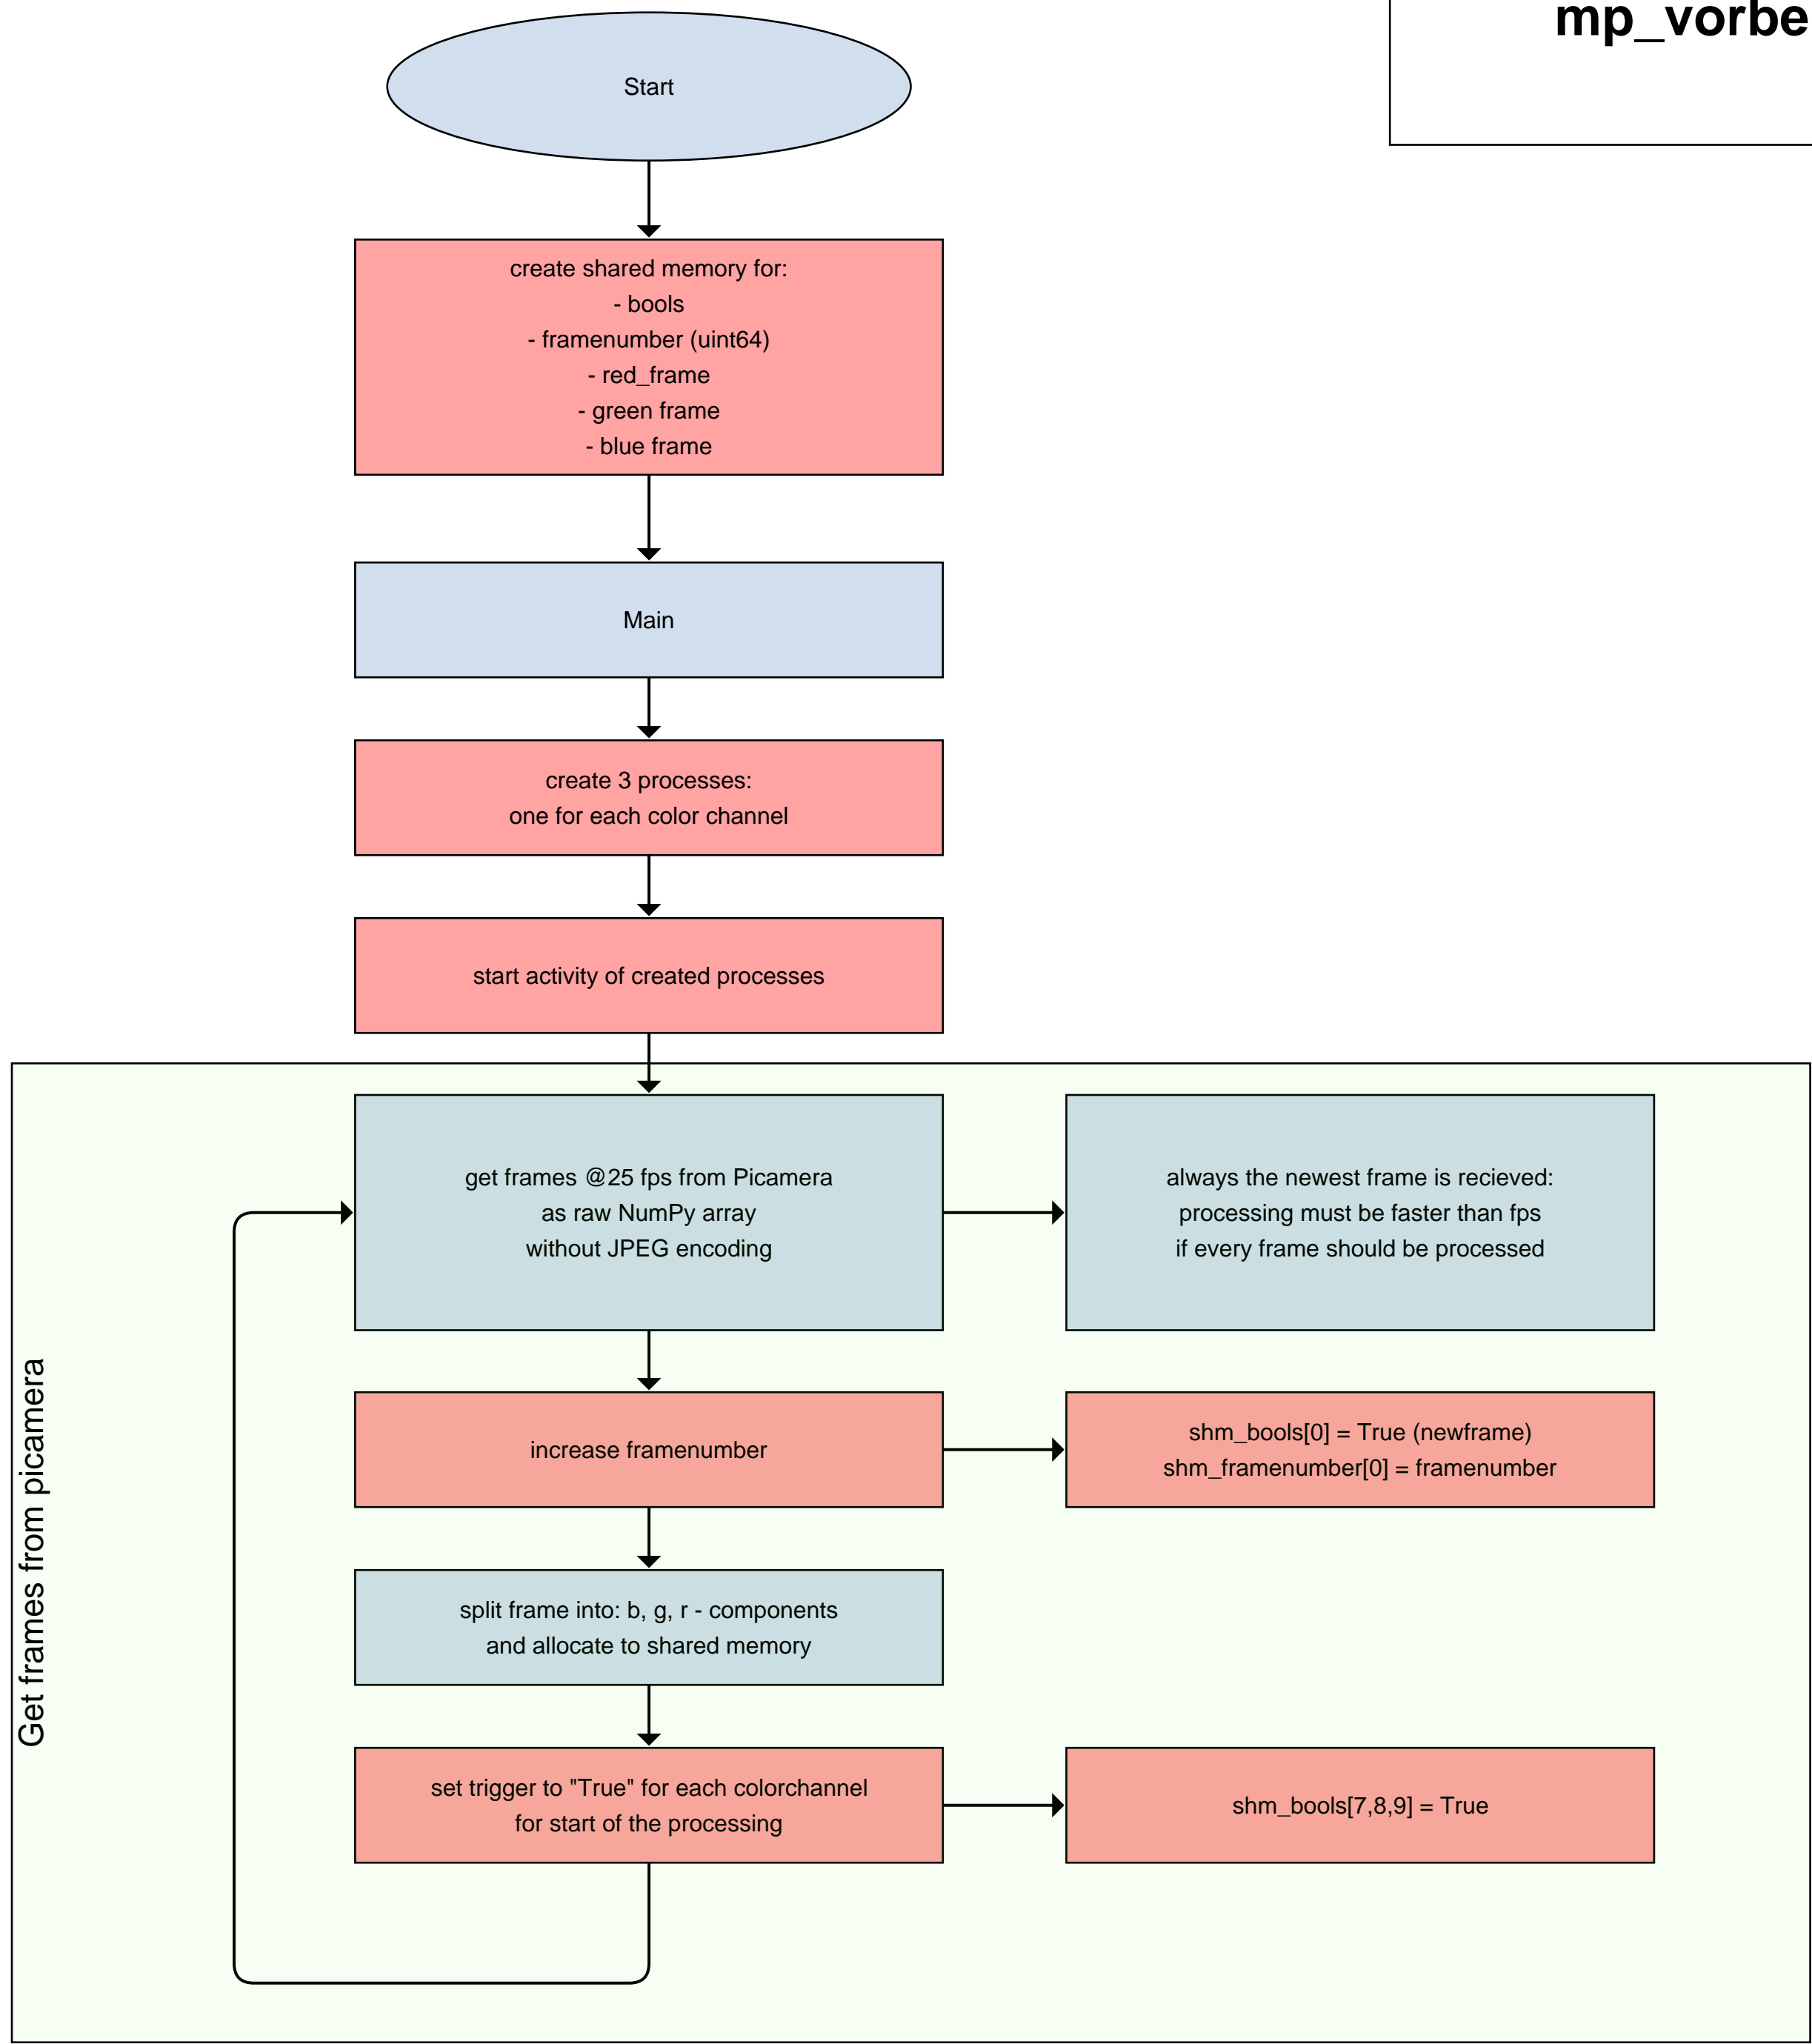 mp_vorbe
Start
create shared memory for:
- bools
- framenumber (uint64)
- red_frame
- green frame
- blue frame
Main
create 3 processes:
one for each color channel
start activity of created processes
Get frames from picamera
get frames @25 fps from Picamera
as raw NumPy array
without JPEG encoding
always the newest frame is recieved:
processing must be faster than fps
if every frame should be processed
increase framenumber
shm_bools[0] = True (newframe)
shm_framenumber[0] = framenumber
split frame into: b, g, r - components
and allocate to shared memory
set trigger to "True" for each colorchannel
for start of the processing
shm_bools[7,8,9] = True